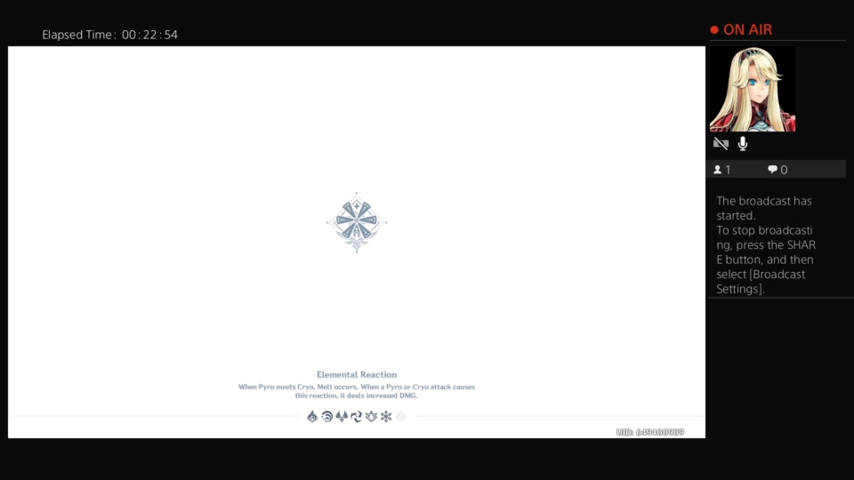 Elapsed Time: 00:22:54
ON AIR
1 0
The broadcast has
started.
To stop broadcasti
ng, press the SHAR
E button, and then
select [Broadcast
Settings].
Elemental Reaction
When Pyro meets Cryo, Melt occurs. When a Pyro or Cryo attack causes
this reaction, it deals increased DMG.
UID: 649400909